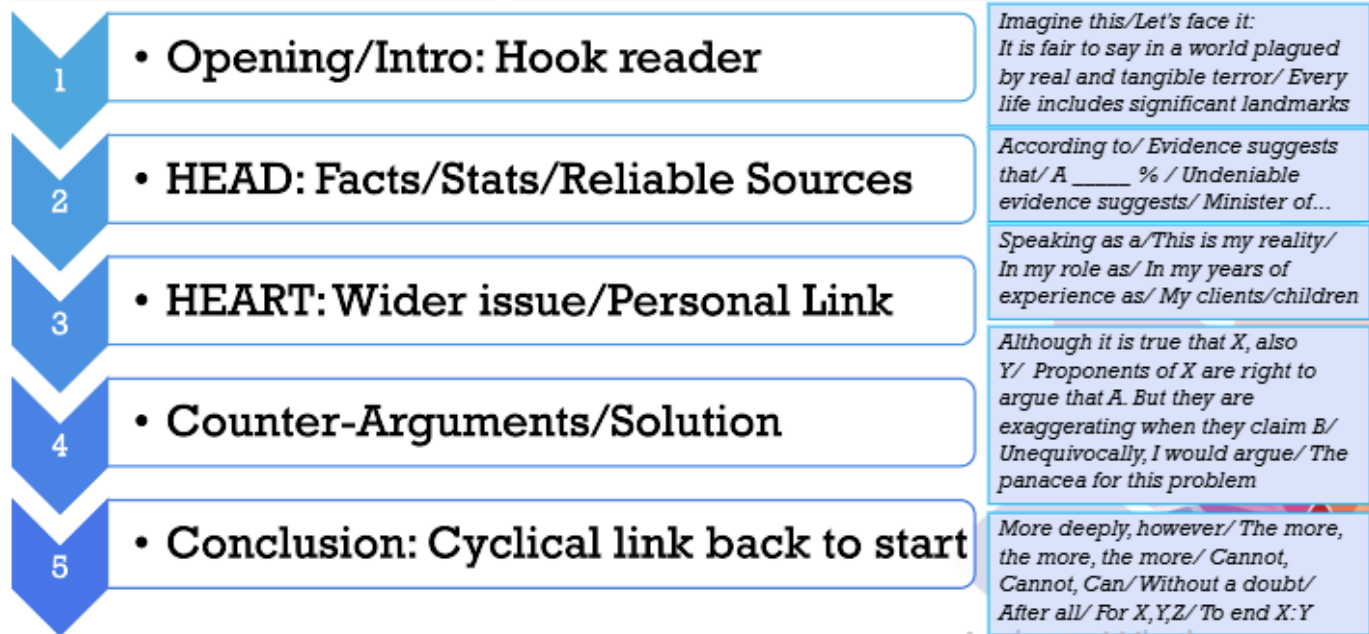 1
• Opening/Intro: Hook reader
Imagine this/Let's face it:
It is fair to say in a world plagued
by real and tangible terror/ Every
life includes significant landmarks
2
• HEAD: Facts/Stats/Reliable Sources
According to/ Evidence suggests
that/ A _____ % / Undeniable
evidence suggests/ Minister of...
3
• HEART: Wider issue/Personal Link
Speaking as a/This is my reality/
In my role as/ In my years of
experience as/ My clients/children
4
• Counter-Arguments/Solution
Although it is true that X, also
Y/ Proponents of X are right to
argue that A. But they are
exaggerating when they claim B/
Unequivocally, I would argue/ The
panacea for this problem
5
• Conclusion: Cyclical link back to start
More deeply, however/ The more,
the more, the more/ Cannot,
Cannot, Can/ Without a doubt/
After all/ For X,Y,Z/ To end X:Y